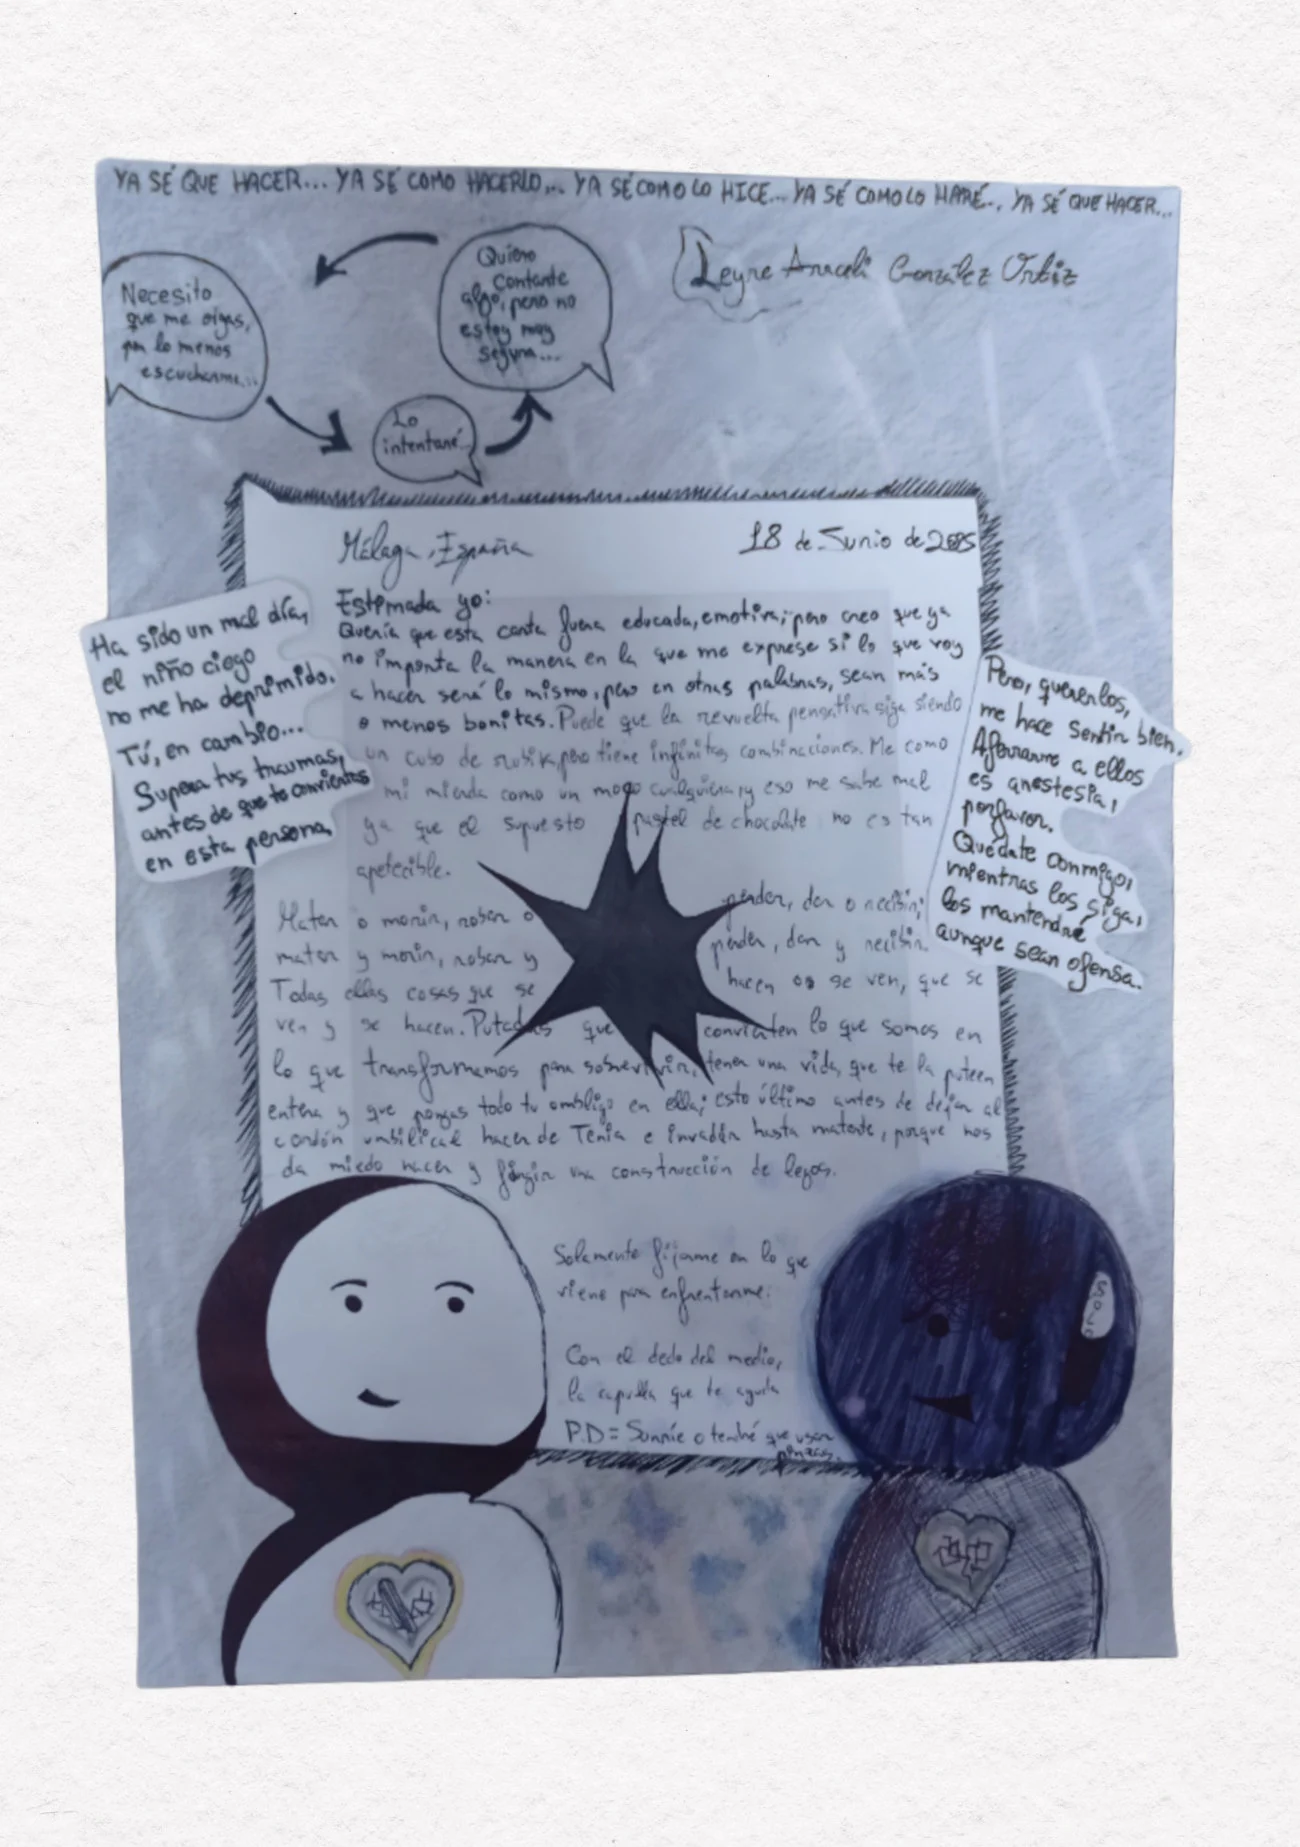 YA SÉ QUE HACER... YA SÉ COMO HACERLO... YA SÉ COMO LO HICE... YA SÉ COMO LO HARÉ... YA SÉ QUE HACER...
Leyre Araceli González Ortiz
Quiero
contarte
algo, pero no
estoy muy
segura...
Necesito
que me oigas,
por lo menos
escucharme...
Lo
intentaré...
Málaga, España
18 de Junio de
Estimada yo:
Quería que esta carta fuera educada, emotiva; pero creo que ya
no importa la manera en la que me exprese si lo que voy
a hacer será lo mismo, pero en otras palabras, sean más
o menos bonitas. Puede que la revuelta pensativa siga siendo
un cubo de rubik, pero tiene infinitas combinaciones. Me como
mi mierda como un moco cualquiera, y eso me sabe mal
ya que el supuesto pastel de chocolate no es tan
apetecible.
Matar o morir, robar o perder, dar o recibir;
matar y morir, robar y perder, dar y recibir.
Todas ellas cosas que se hacen o se ven, que se
ven y se hacen. Putadas que convierten lo que somos en
lo que transformamos para sobrevivir, tener una vida, que te la puteen
entera y que pongas todo tu ombligo en ella; esto último antes de dejar al
cordón umbilical hacer de Tenia e invadir hasta matarte, porque nos
da miedo nacer y fingir una construcción de legos.
Solamente fijarme en lo que
viene para enfrentarme.
Con el dedo del medio,
la capulla que te ayuda
P.D = Sonríe o tendré que usar
pinzas.
Ha sido un mal día,
el niño ciego
no me ha deprimido.
Tú, en cambio...
Supera tus traumas,
antes de que te conviertas
en esta persona.
Pero, quererlos,
me hace sentir bien.
Aferrarme a ellos
es anestesia,
porfavor.
Quédate conmigo,
mientras los siga,
los mantendré
aunque sean ofensa.